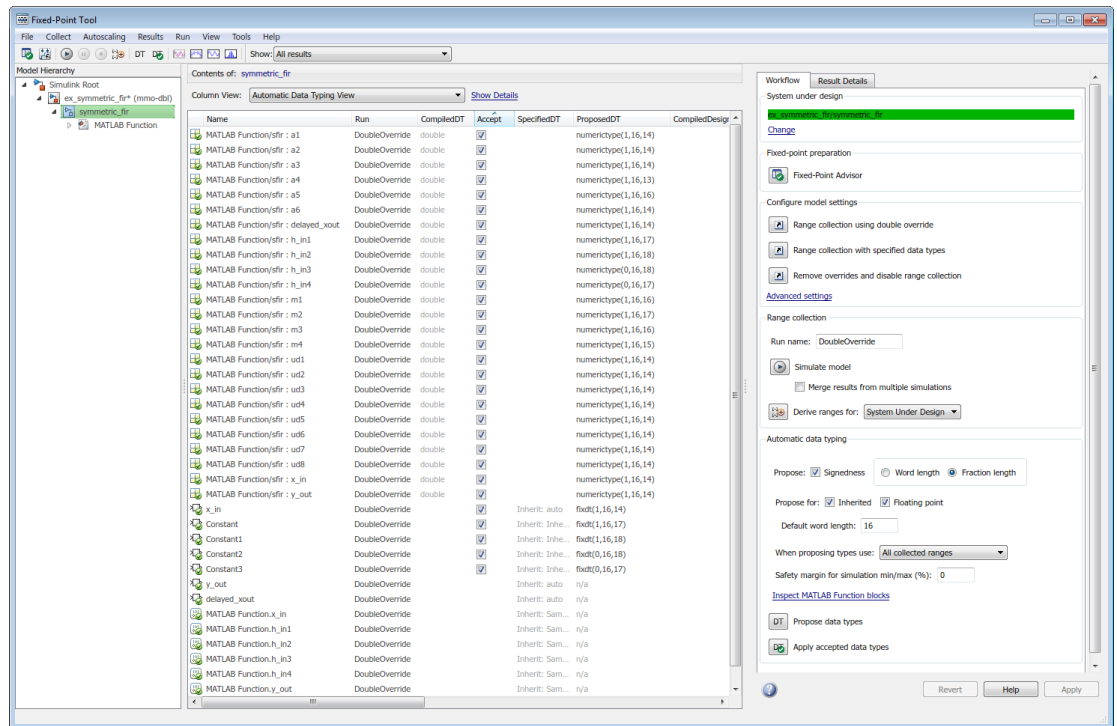 Fixed-Point Tool
File Collect Autoscaling Results Run View Tools Help
DT Show: All results
Model Hierarchy
Simulink Root
ex_symmetric_fir* (mmo-dbl)
symmetric_fir
MATLAB Function
Contents of: symmetric_fir
Column View: Automatic Data Typing View Show Details
Name Run CompiledDT Accept SpecifiedDT ProposedDT CompiledDesign
MATLAB Function/sfir : a1 DoubleOverride double numerictype(1,16,14)
MATLAB Function/sfir : a2 DoubleOverride double numerictype(1,16,14)
MATLAB Function/sfir : a3 DoubleOverride double numerictype(1,16,14)
MATLAB Function/sfir : a4 DoubleOverride double numerictype(1,16,13)
MATLAB Function/sfir : a5 DoubleOverride double numerictype(1,16,16)
MATLAB Function/sfir : a6 DoubleOverride double numerictype(1,16,14)
MATLAB Function/sfir : delayed_xout DoubleOverride double numerictype(1,16,14)
MATLAB Function/sfir : h_in1 DoubleOverride double numerictype(1,16,17)
MATLAB Function/sfir : h_in2 DoubleOverride double numerictype(1,16,18)
MATLAB Function/sfir : h_in3 DoubleOverride double numerictype(0,16,18)
MATLAB Function/sfir : h_in4 DoubleOverride double numerictype(0,16,17)
MATLAB Function/sfir : m1 DoubleOverride double numerictype(1,16,16)
MATLAB Function/sfir : m2 DoubleOverride double numerictype(1,16,17)
MATLAB Function/sfir : m3 DoubleOverride double numerictype(1,16,16)
MATLAB Function/sfir : m4 DoubleOverride double numerictype(1,16,15)
MATLAB Function/sfir : ud1 DoubleOverride double numerictype(1,16,14)
MATLAB Function/sfir : ud2 DoubleOverride double numerictype(1,16,14)
MATLAB Function/sfir : ud3 DoubleOverride double numerictype(1,16,14)
MATLAB Function/sfir : ud4 DoubleOverride double numerictype(1,16,14)
MATLAB Function/sfir : ud5 DoubleOverride double numerictype(1,16,14)
MATLAB Function/sfir : ud6 DoubleOverride double numerictype(1,16,14)
MATLAB Function/sfir : ud7 DoubleOverride double numerictype(1,16,14)
MATLAB Function/sfir : ud8 DoubleOverride double numerictype(1,16,14)
MATLAB Function/sfir : x_in DoubleOverride double numerictype(1,16,14)
MATLAB Function/sfir : y_out DoubleOverride double numerictype(1,16,14)
x_in DoubleOverride Inherit: auto fixdt(1,16,14)
Constant DoubleOverride Inherit: Inhe... fixdt(1,16,17)
Constant1 DoubleOverride Inherit: Inhe... fixdt(1,16,18)
Constant2 DoubleOverride Inherit: Inhe... fixdt(0,16,18)
Constant3 DoubleOverride Inherit: Inhe... fixdt(0,16,17)
y_out DoubleOverride Inherit: auto n/a
delayed_xout DoubleOverride Inherit: auto n/a
MATLAB Function.x_in DoubleOverride Inherit: Sam... n/a
MATLAB Function.h_in1 DoubleOverride Inherit: Sam... n/a
MATLAB Function.h_in2 DoubleOverride Inherit: Sam... n/a
MATLAB Function.h_in3 DoubleOverride Inherit: Sam... n/a
MATLAB Function.h_in4 DoubleOverride Inherit: Sam... n/a
MATLAB Function.y_out DoubleOverride Inherit: Sam... n/a
Workflow Result Details
System under design
ex_symmetric_fir/symmetric_fir
Change
Fixed-point preparation
Fixed-Point Advisor
Configure model settings
Range collection using double override
Range collection with specified data types
Remove overrides and disable range collection
Advanced settings
Range collection
Run name: DoubleOverride
Simulate model
Merge results from multiple simulations
Derive ranges for: System Under Design
Automatic data typing
Propose: Signedness Word length Fraction length
Propose for: Inherited Floating point
Default word length: 16
When proposing types use: All collected ranges
Safety margin for simulation min/max (%): 0
Inspect MATLAB Function blocks
DT Propose data types
Apply accepted data types
Revert Help Apply